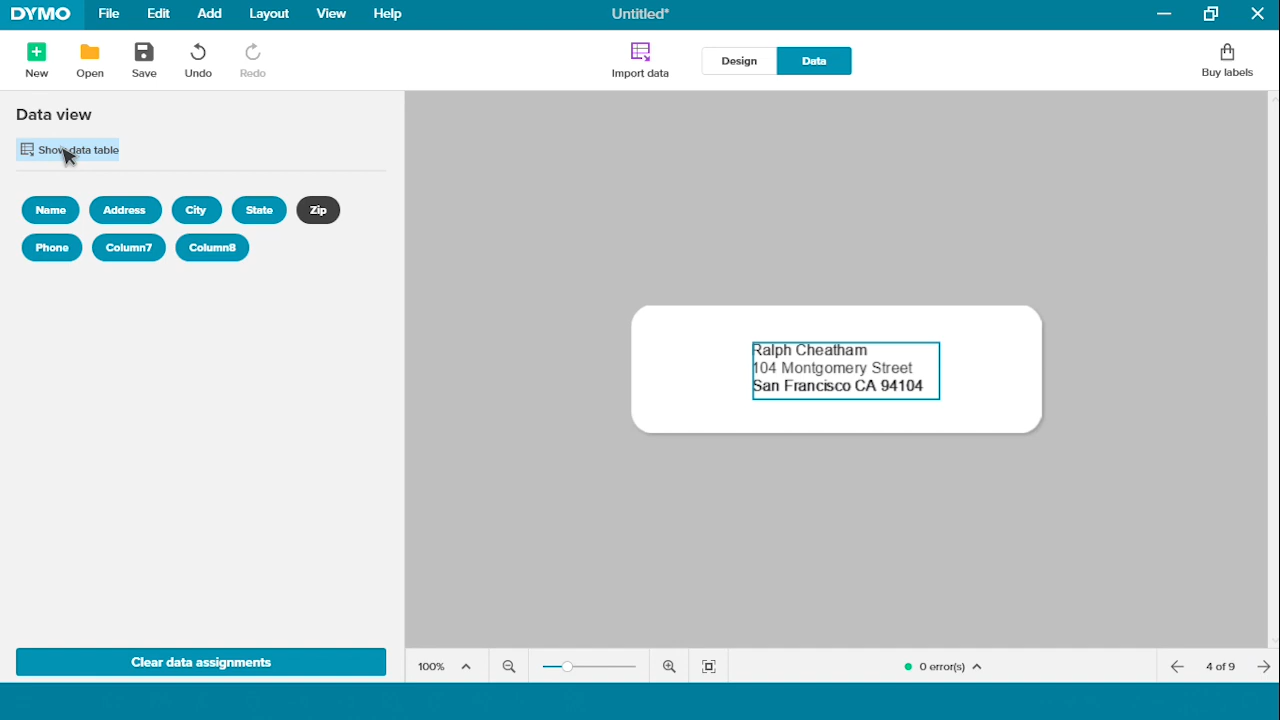 DYMO File Edit Add Layout View Help Untitled*
New Open Save Undo Redo Import data Design Data Buy labels
Data view
Show data table
Name Address City State Zip
Phone Column7 Column8
Ralph Cheatham
104 Montgomery Street
San Francisco CA 94104
Clear data assignments 100% 0 error(s) 4 of 9